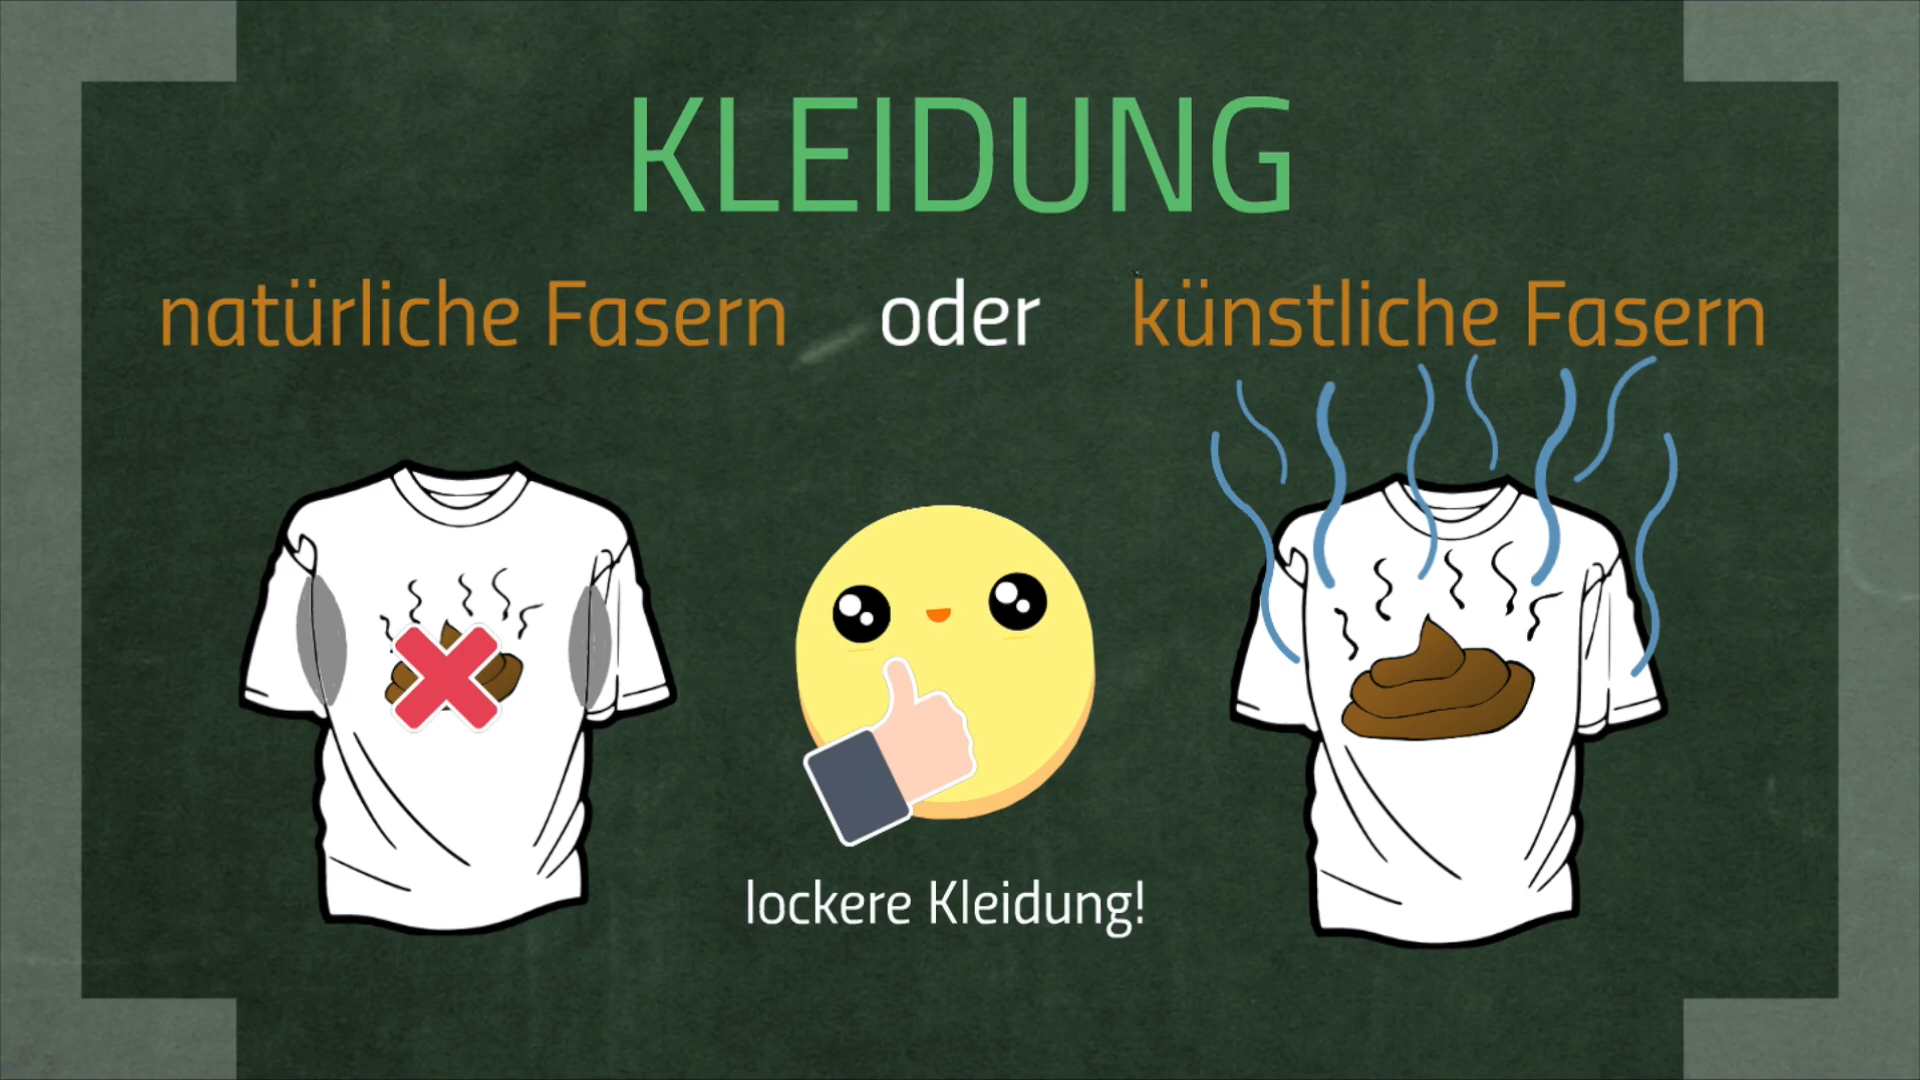 KLEIDUNG
natürliche Fasern oder künstliche Fasern
lockere Kleidung!